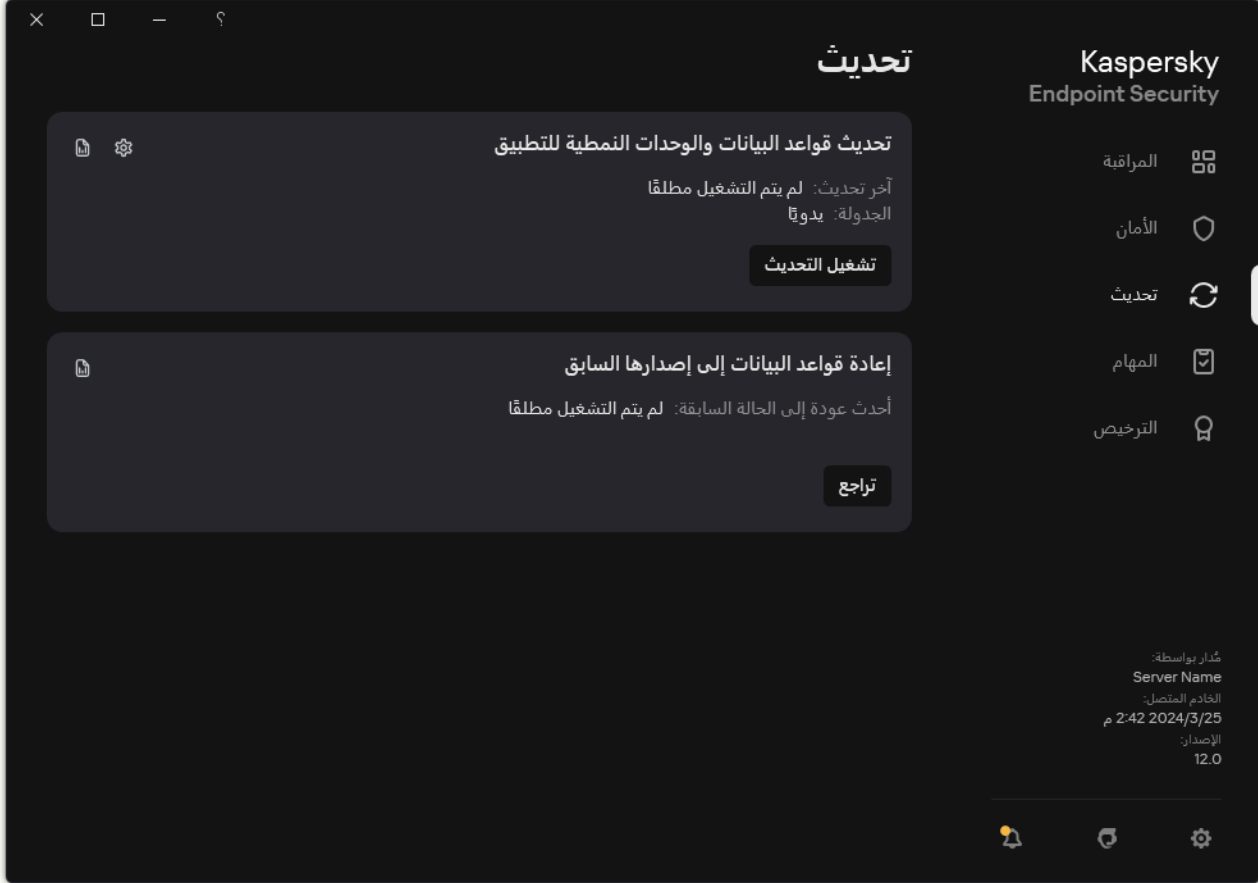 Kaspersky
Endpoint Security
المراقبة
الأمان
تحديث
المهام
الترخيص
مُدار بواسطة:
Server Name
الخادم المتصل:
2024/3/25 2:42 م
الإصدار:
12.0
؟
تحديث
تحديث قواعد البيانات والوحدات النمطية للتطبيق
آخر تحديث: لم يتم التشغيل مطلقًا
الجدولة: يدويًا
تشغيل التحديث
إعادة قواعد البيانات إلى إصدارها السابق
أحدث عودة إلى الحالة السابقة: لم يتم التشغيل مطلقًا
تراجع